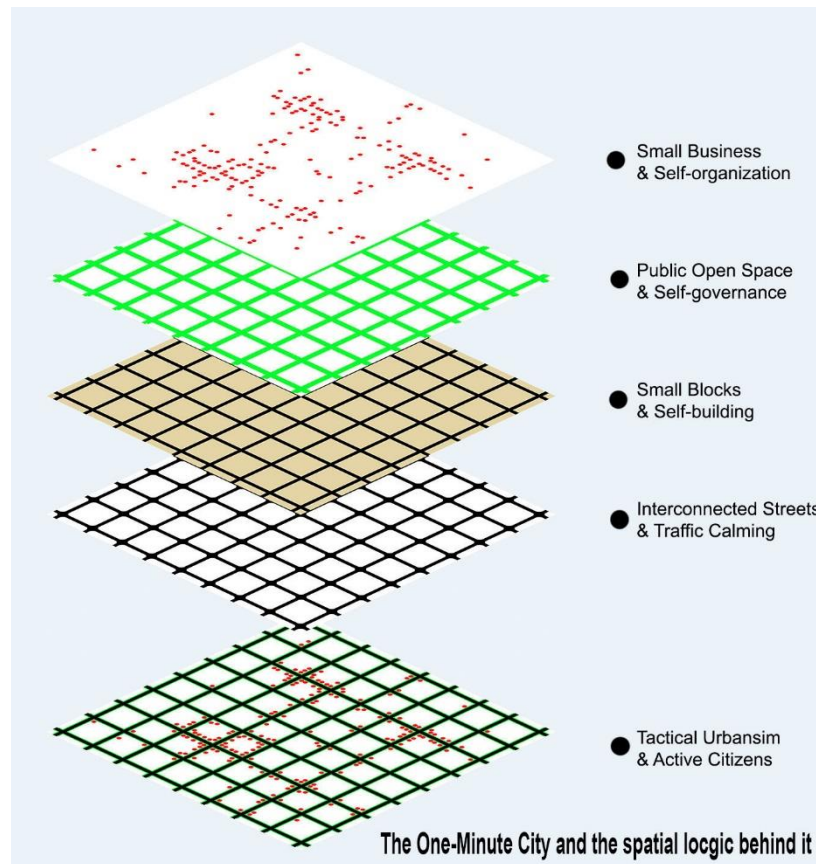 Small Business
& Self-organization
Public Open Space
& Self-governance
Small Blocks
& Self-building
Interconnected Streets
& Traffic Calming
Tactical Urbansim
& Active Citizens
The One-Minute City and the spatial locgic behind it